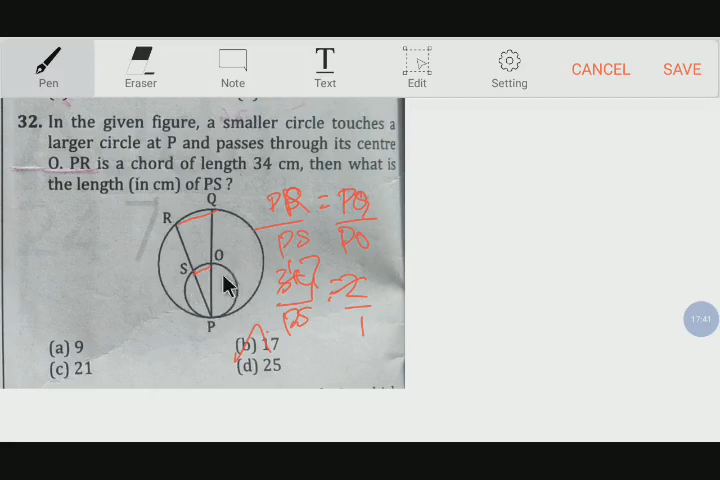 Pen
Eraser
Note
Text
Edit
Setting
CANCEL
SAVE
32. In the given figure, a smaller circle touches a
larger circle at P and passes through its centre
O. PR is a chord of length 34 cm, then what is
the length (in cm) of PS ?
Q
R
O
S
P
PR = PQ
PS PO
34 = 2
PS 1
17
(a) 9
(b) 17
(c) 21
(d) 25
17:41